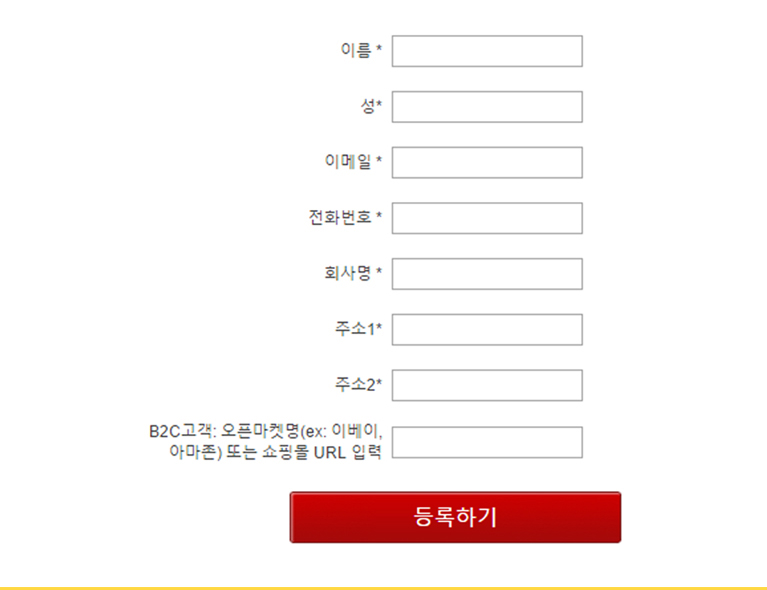 이름 *
성*
이메일 *
전화번호 *
회사명 *
주소1*
주소2*
B2C고객: 오픈마켓명(ex: 이베이,
아마존) 또는 쇼핑몰 URL 입력
등록하기